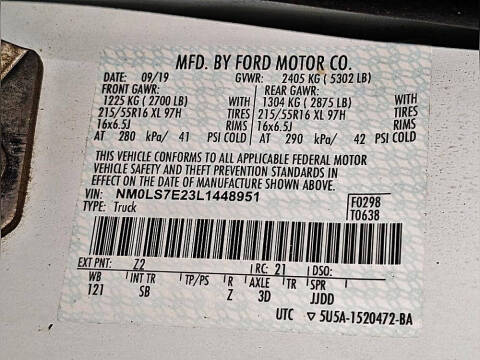 MFD. BY FORD MOTOR CO.
DATE: 09/19 GVWR: 2405 KG (5302 LB)
FRONT GAWR: REAR GAWR:
1225 KG (2700 LB) WITH 1304 KG (2875 LB) WITH
215/55R16 XL 97H TIRES 215/55R16 XL 97H TIRES
16x6.5J RIMS 16x6.5J RIMS
AT 280 kPa/ 41 PSI COLD AT 290 kPa/ 42 PSI COLD
THIS VEHICLE CONFORMS TO ALL APPLICABLE FEDERAL MOTOR
VEHICLE SAFETY AND THEFT PREVENTION STANDARDS IN EFFECT
ON THE DATE OF MANUFACTURE SHOWN ABOVE.
VIN: NM0LS7E23L1448951 F0298
TYPE: Truck T0638
EXT PNT: Z2 RC: 21 DSO:
WB INT TR TP/PS R AXLE TR SPR
121 SB Z 3D JJDD
UTC ▽5U5A-1520472-BA